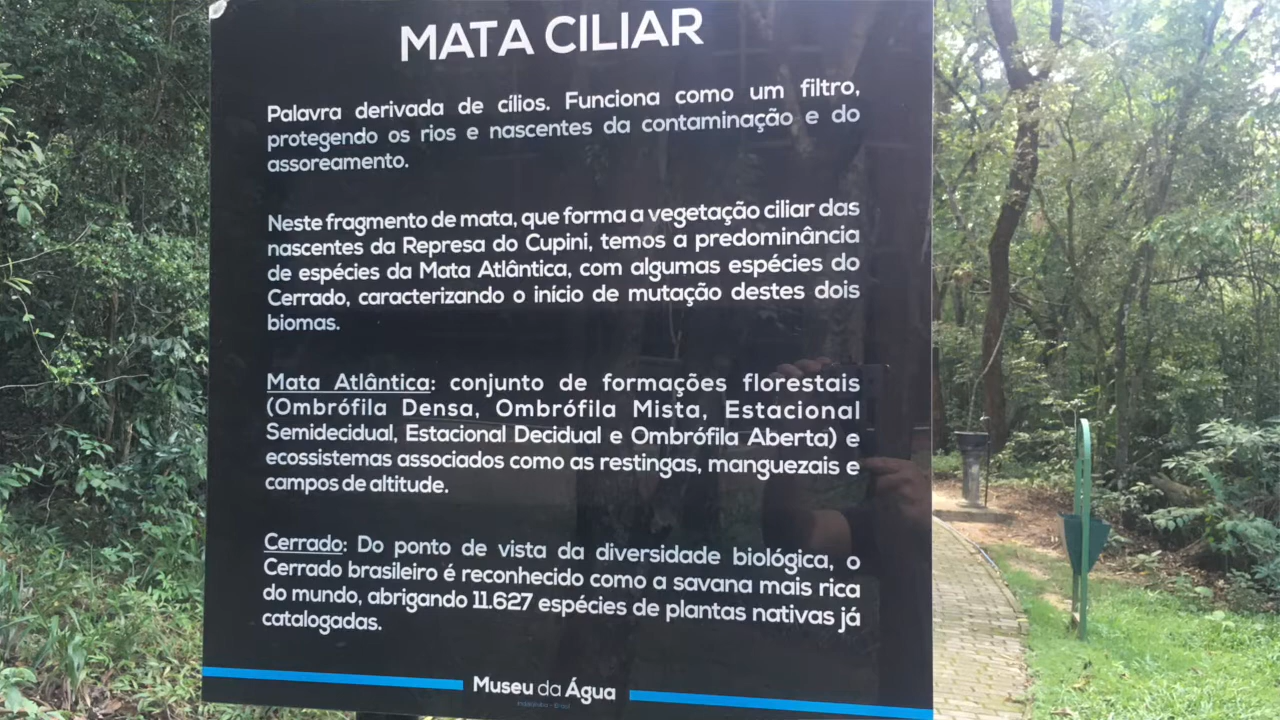 MATA CILIAR
Palavra derivada de cílios. Funciona como um filtro,
protegendo os rios e nascentes da contaminação e do
assoreamento.
Neste fragmento de mata, que forma a vegetação ciliar das
nascentes da Represa do Cupini, temos a predominância
de espécies da Mata Atlântica, com algumas espécies do
Cerrado, caracterizando o início de mutação destes dois
biomas.
Mata Atlântica: conjunto de formações florestais
(Ombrófila Densa, Ombrófila Mista, Estacional
Semidecidual, Estacional Decidual e Ombrófila Aberta) e
ecossistemas associados como as restingas, manguezais e
campos de altitude.
Cerrado: Do ponto de vista da diversidade biológica, o
Cerrado brasileiro é reconhecido como a savana mais rica
do mundo, abrigando 11.627 espécies de plantas nativas já
catalogadas.
Museu da Água